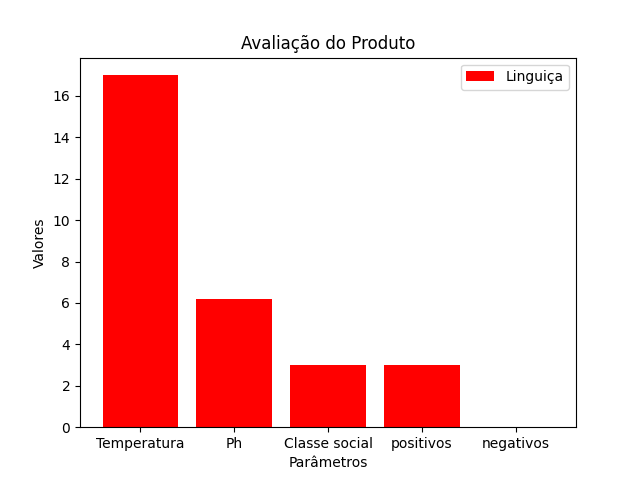 Avaliação do Produto
Linguiça
Valores
16
14
12
10
8
6
4
2
0
Temperatura Ph Classe social positivos negativos
Parâmetros